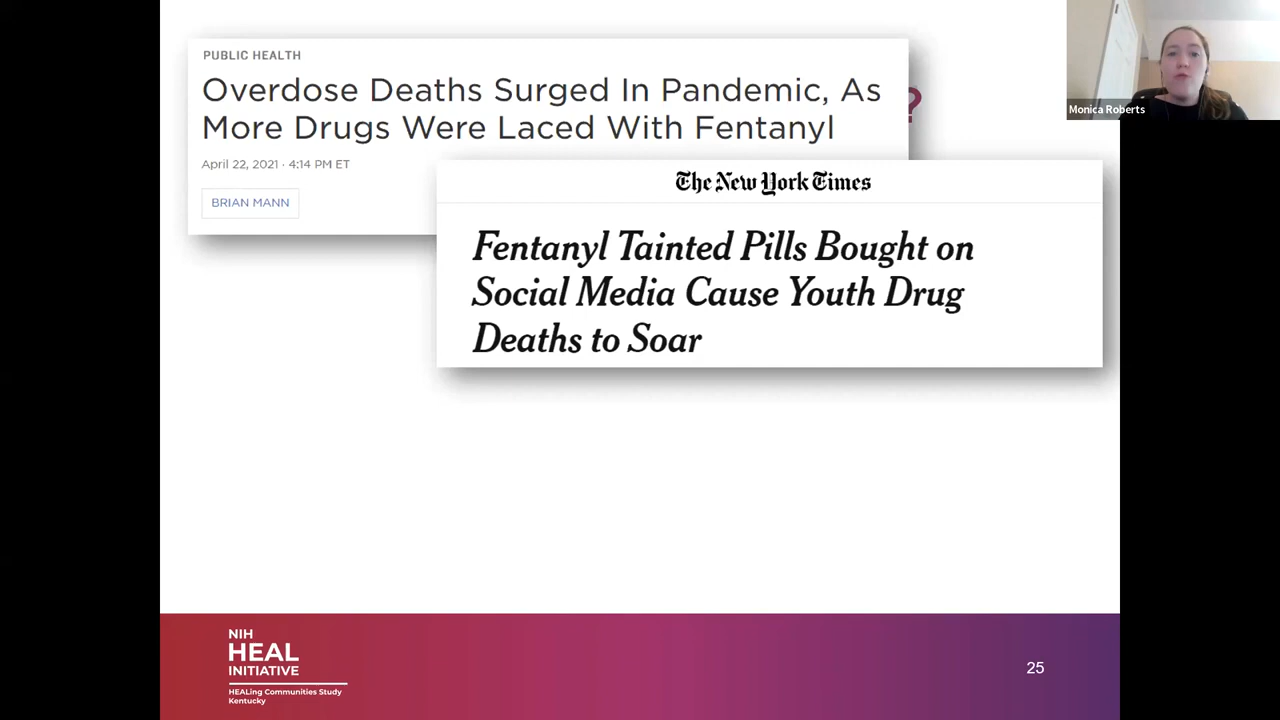 PUBLIC HEALTH
Overdose Deaths Surged In Pandemic, As
More Drugs Were Laced With Fentanyl
?
April 22, 2021 · 4:14 PM ET
BRIAN MANN
The New York Times
Fentanyl Tainted Pills Bought on
Social Media Cause Youth Drug
Deaths to Soar
Monica Roberts
NIH
HEAL
INITIATIVE
HEALing Communities Study
Kentucky
25